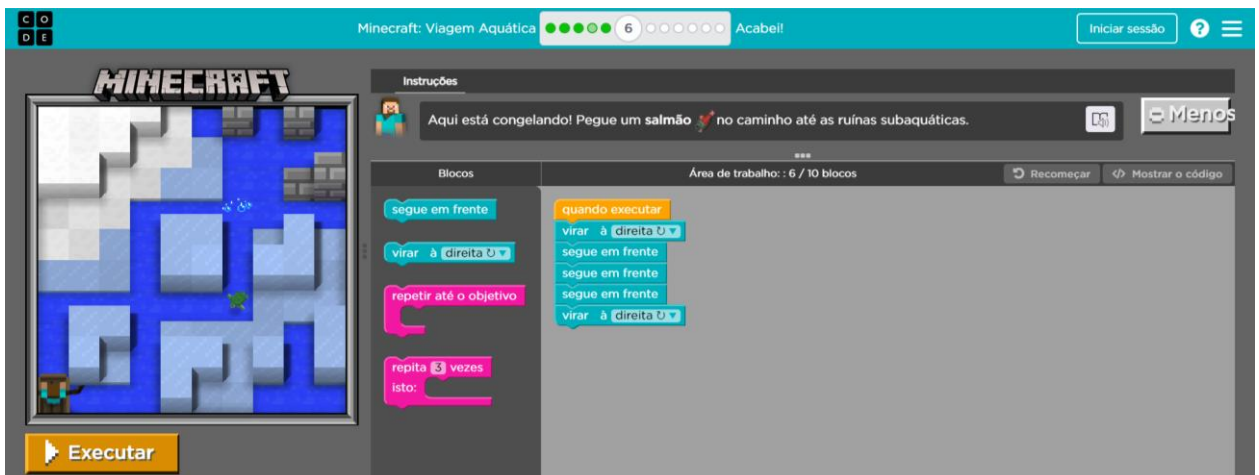 C O
D E
Minecraft: Viagem Aquática
6
Acabei!
Iniciar sessão
?
MINECRAFT
Instruções
Aqui está congelando! Pegue um salmão no caminho até as ruínas subaquáticas.
Menos
Blocos
Área de trabalho: : 6 / 10 blocos
Recomeçar
</> Mostrar o código
segue em frente
virar à direita ↻ ▼
repetir até o objetivo
repita 3 vezes
isto:
quando executar
virar à direita ↻ ▼
segue em frente
segue em frente
segue em frente
virar à direita ↻ ▼
Executar